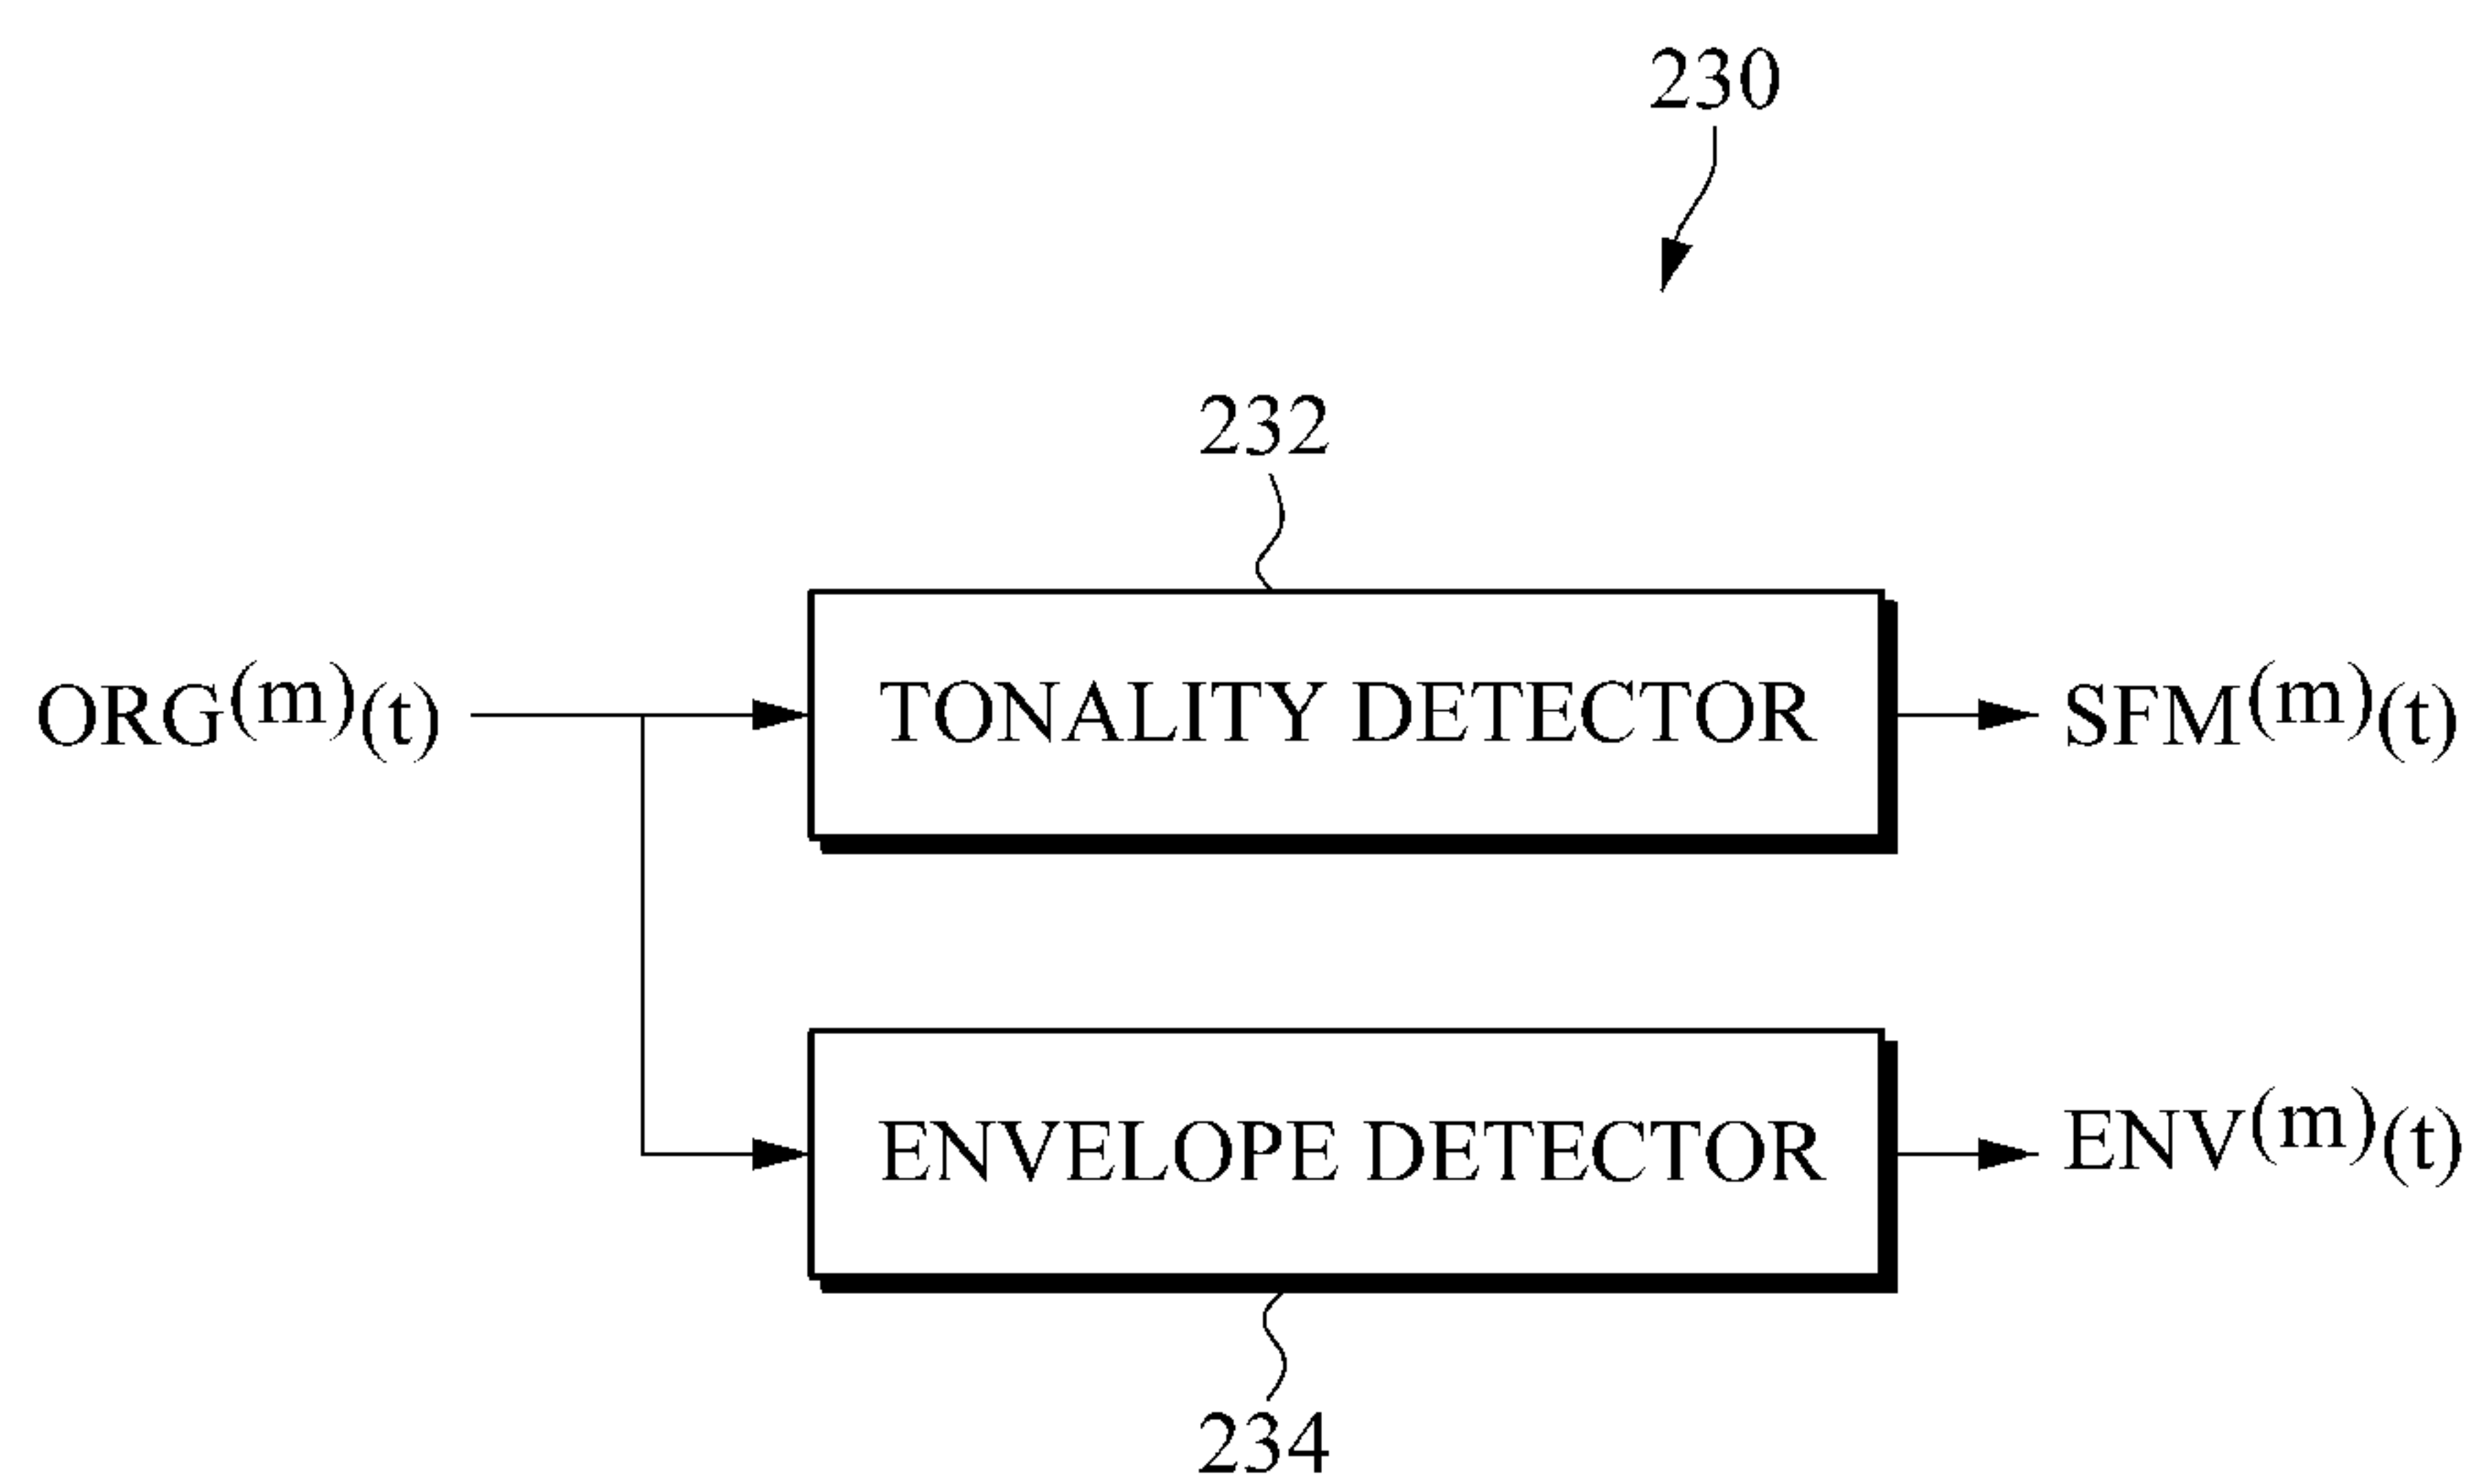 230
232
ORG(m)(t) TONALITY DETECTOR SFM(m)(t)
ENVELOPE DETECTOR ENV(m)(t)
234